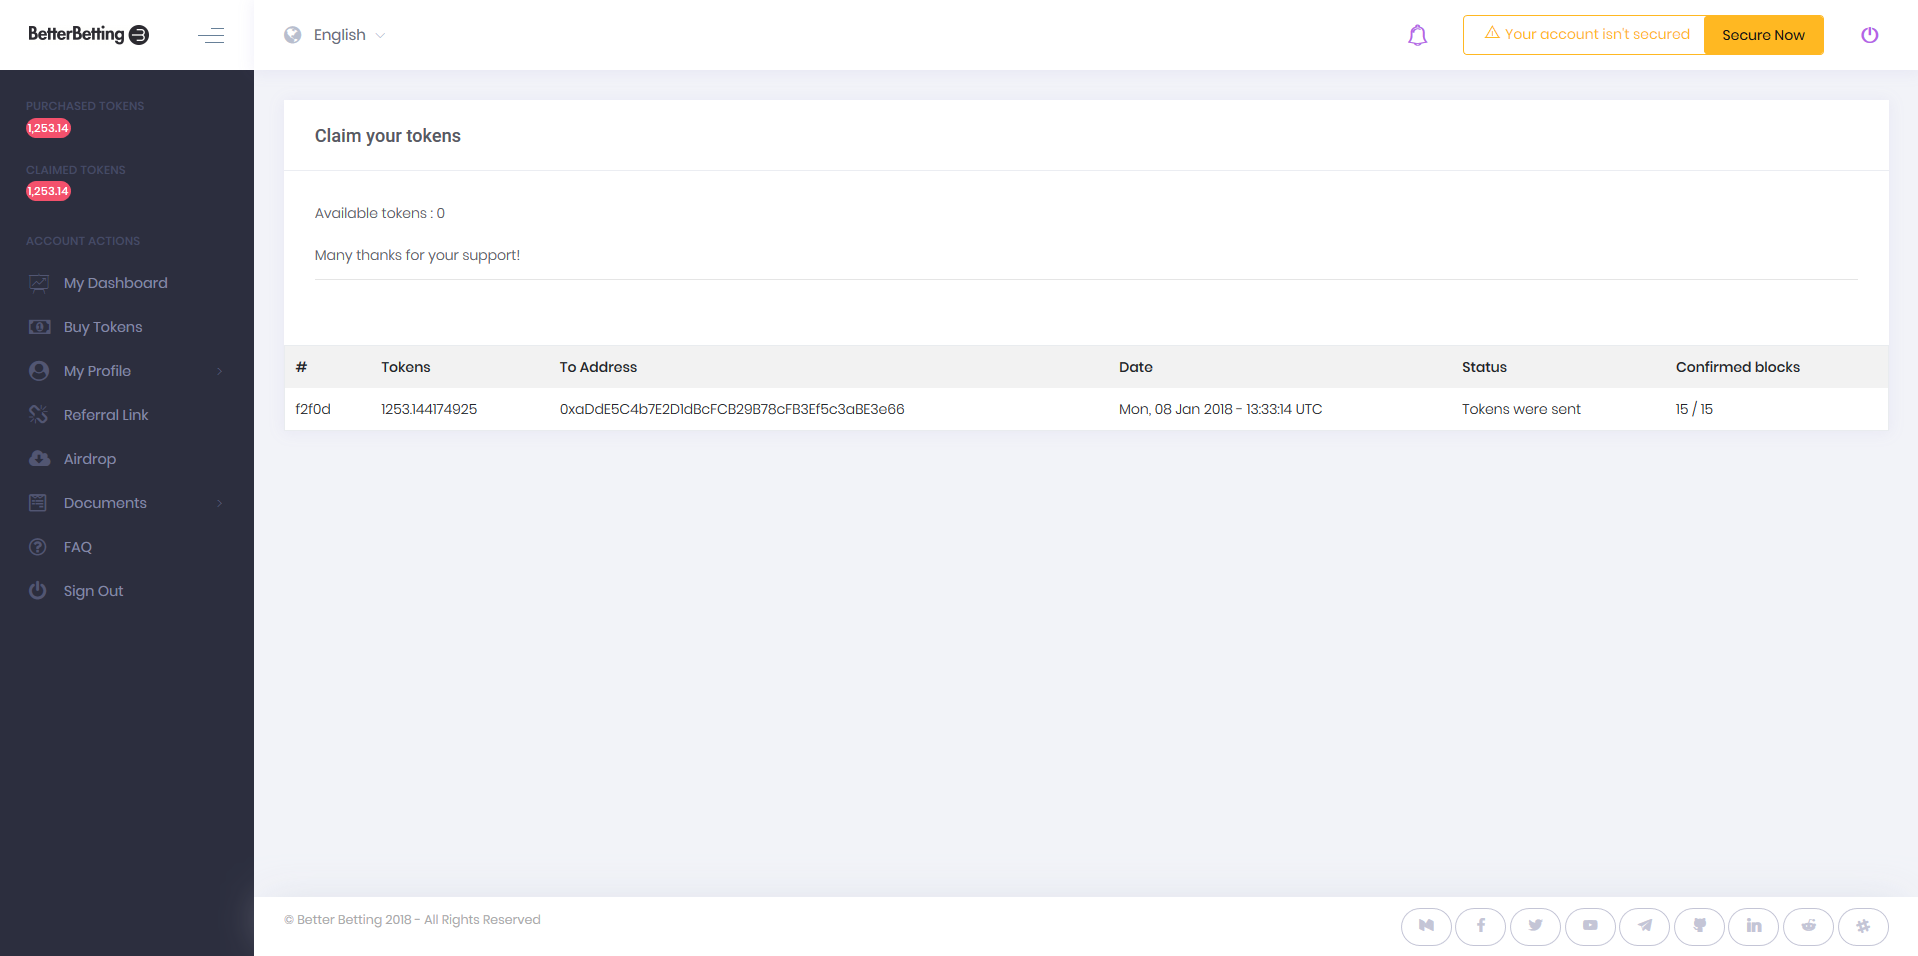 BetterBetting
English
Your account isn't secured
Secure Now
PURCHASED TOKENS
1,253.14
CLAIMED TOKENS
1,253.14
ACCOUNT ACTIONS
My Dashboard
Buy Tokens
My Profile
Referral Link
Airdrop
Documents
FAQ
Sign Out
Claim your tokens
Available tokens : 0
Many thanks for your support!
# Tokens To Address Date Status Confirmed blocks
f2f0d 1253.144174925 0xaDdE5C4b7E2D1dBcFCB29B78cFB3Ef5c3aBE3e66 Mon, 08 Jan 2018 - 13:33:14 UTC Tokens were sent 15 / 15
© Better Betting 2018 - All Rights Reserved